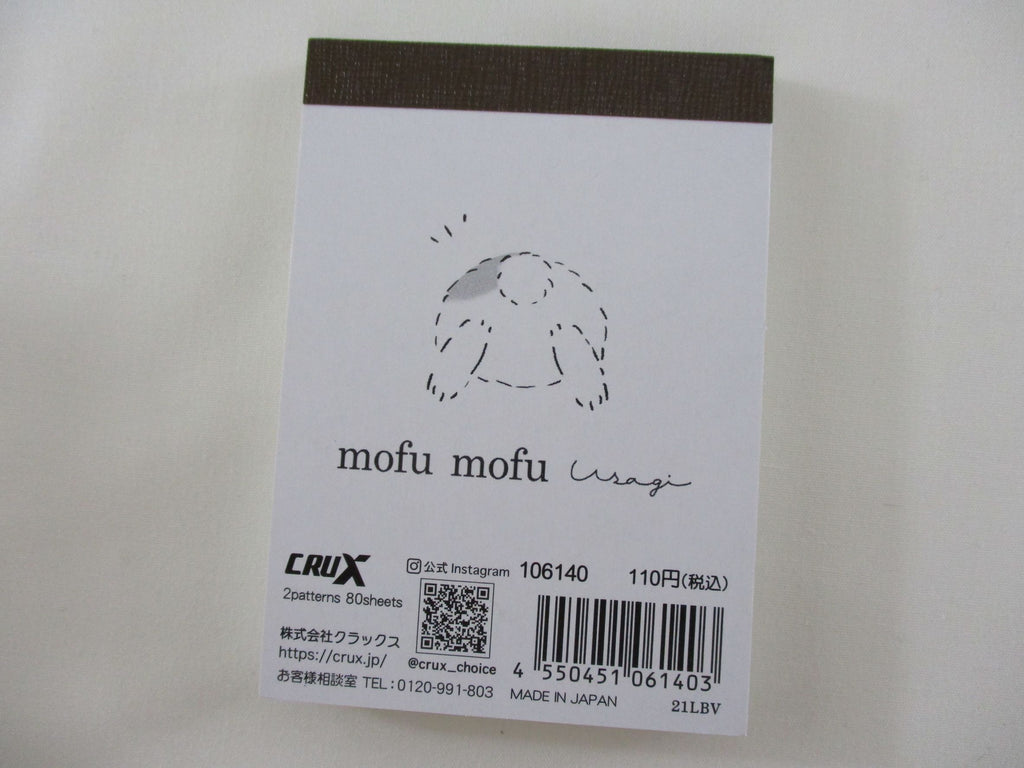 mofu mofu Usagi
CRUX
2patterns 80sheets
株式会社クラックス
https://crux.jp/
お客様相談室 TEL:0120-991-803
公式 Instagram
@crux_choice
106140
110円(税込)
4 550451 061403
MADE IN JAPAN
21LBV